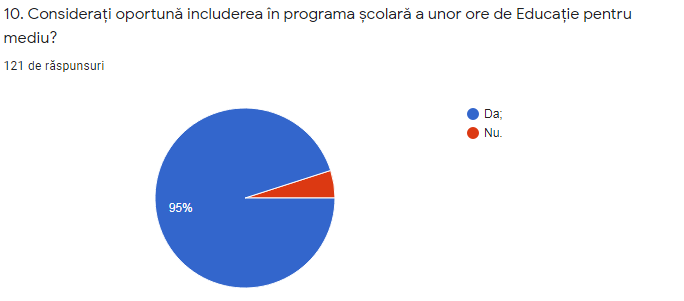 10. Considerați oportună includerea în programa școlară a unor ore de Educație pentru
mediu?
121 de răspunsuri
Da;
Nu.
95%